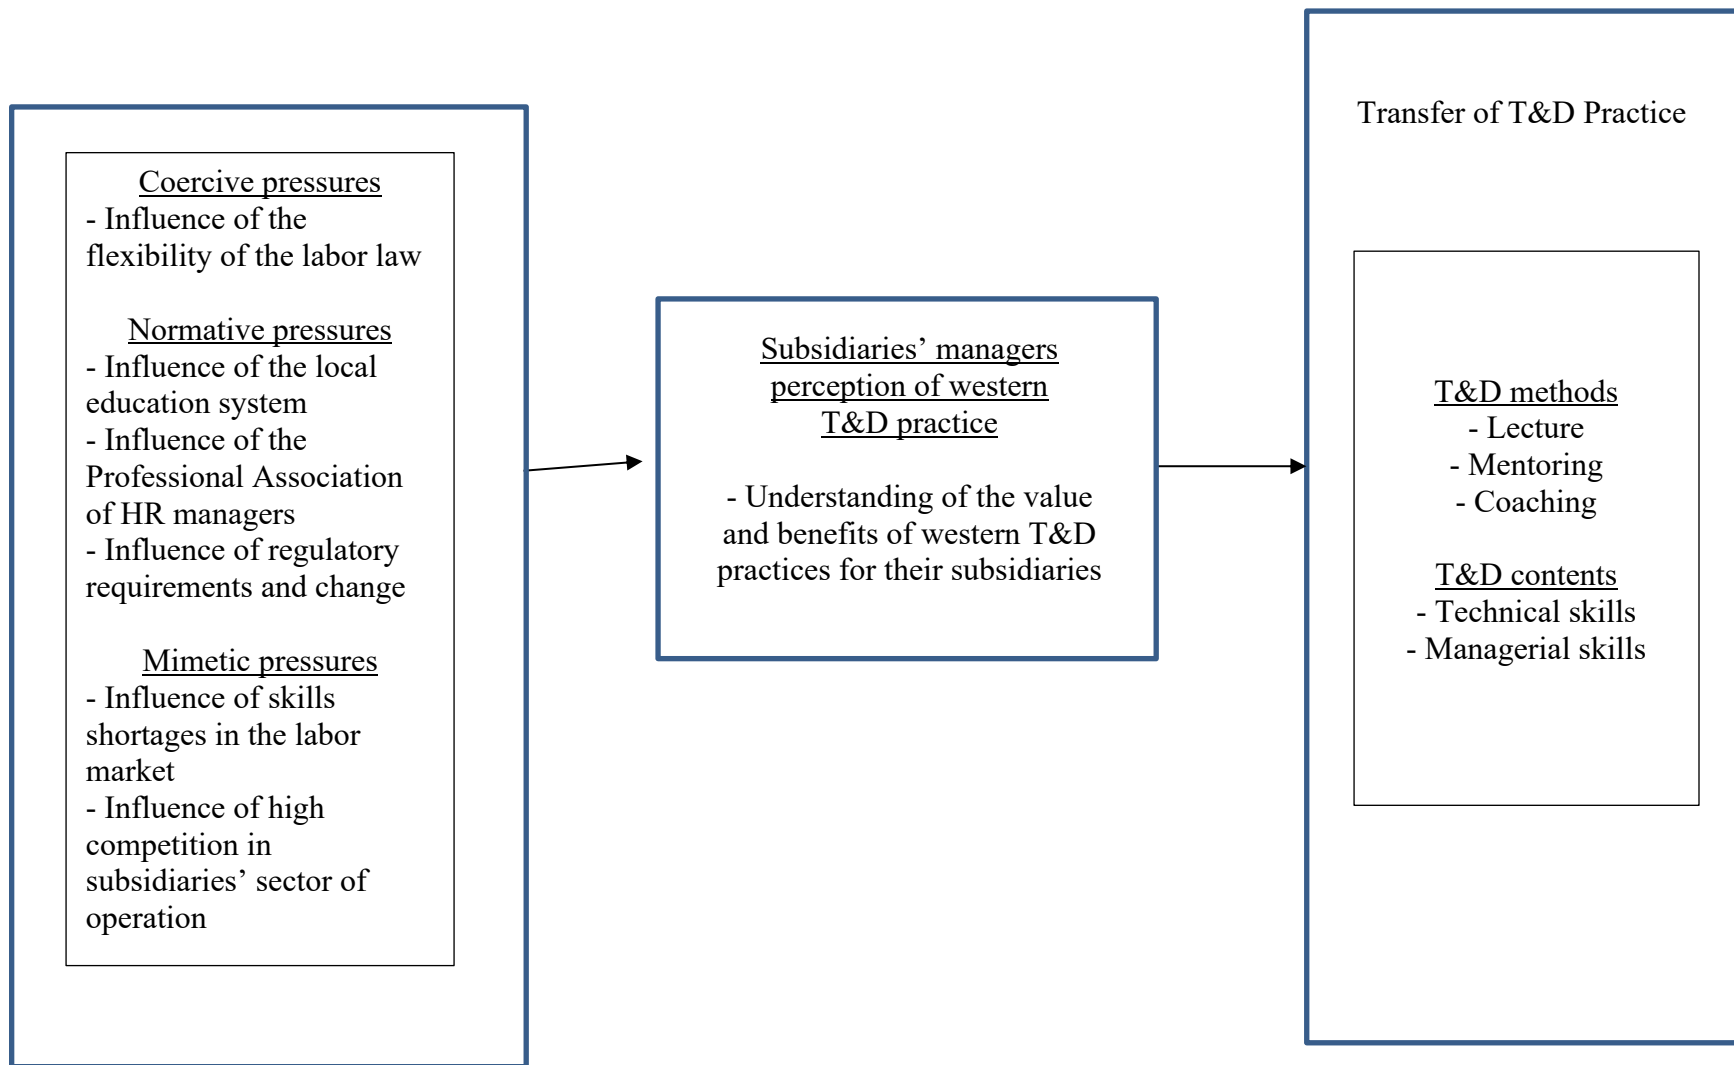 Coercive pressures
- Influence of the
flexibility of the labor law
Normative pressures
- Influence of the local
education system
- Influence of the
Professional Association
of HR managers
- Influence of regulatory
requirements and change
Mimetic pressures
- Influence of skills
shortages in the labor
market
- Influence of high
competition in
subsidiaries’ sector of
operation
Subsidiaries’ managers
perception of western
T&D practice
- Understanding of the value
and benefits of western T&D
practices for their subsidiaries
Transfer of T&D Practice
T&D methods
- Lecture
- Mentoring
- Coaching
T&D contents
- Technical skills
- Managerial skills